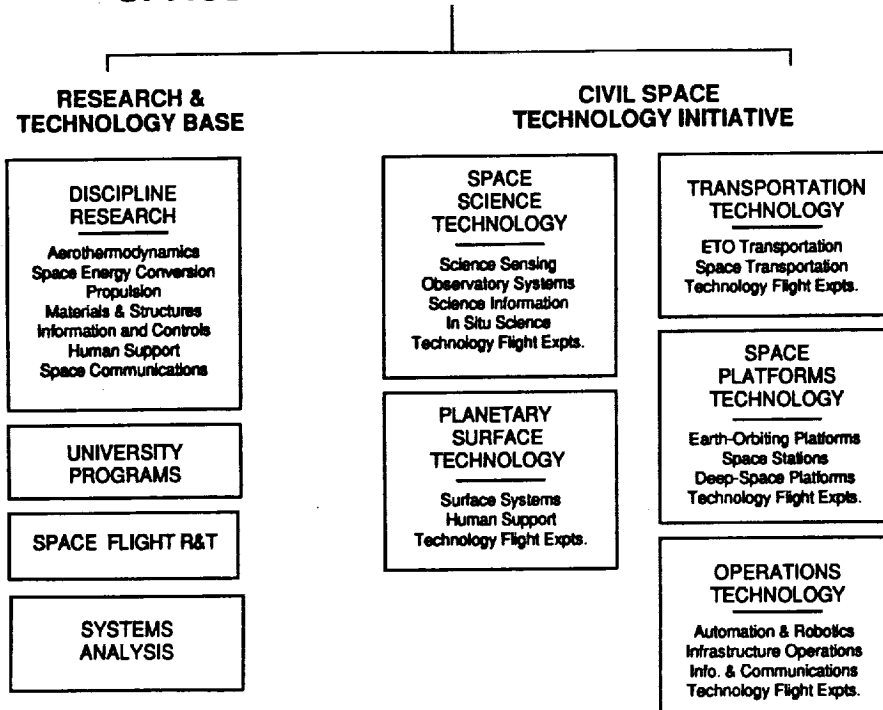 RESEARCH &
TECHNOLOGY BASE
DISCIPLINE
RESEARCH
Aerothermodynamics
Space Energy Conversion
Propulsion
Materials & Structures
Information and Controls
Human Support
Space Communications
UNIVERSITY
PROGRAMS
SPACE FLIGHT R&T
SYSTEMS
ANALYSIS
CIVIL SPACE
TECHNOLOGY INITIATIVE
SPACE
SCIENCE
TECHNOLOGY
Science Sensing
Observatory Systems
Science Information
In Situ Science
Technology Flight Expts.
PLANETARY
SURFACE
TECHNOLOGY
Surface Systems
Human Support
Technology Flight Expts.
TRANSPORTATION
TECHNOLOGY
ETO Transportation
Space Transportation
Technology Flight Expts.
SPACE
PLATFORMS
TECHNOLOGY
Earth-Orbiting Platforms
Space Stations
Deep-Space Platforms
Technology Flight Expts.
OPERATIONS
TECHNOLOGY
Automation & Robotics
Infrastructure Operations
Info. & Communications
Technology Flight Expts.